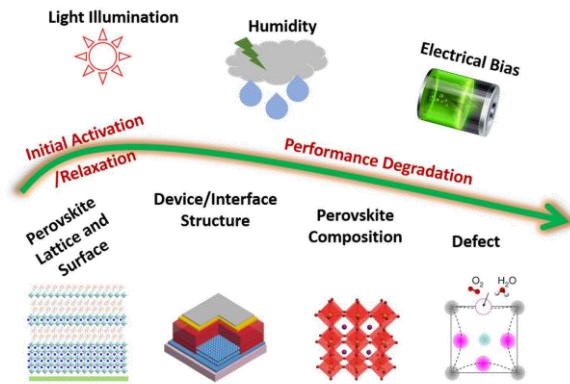 Light Illumination
Humidity
Electrical Bias
Initial Activation
/Relaxation
Performance Degradation
Perovskite
Lattice and
Surface
Device/Interface
Structure
Perovskite
Composition
Defect
O₂
H₂O